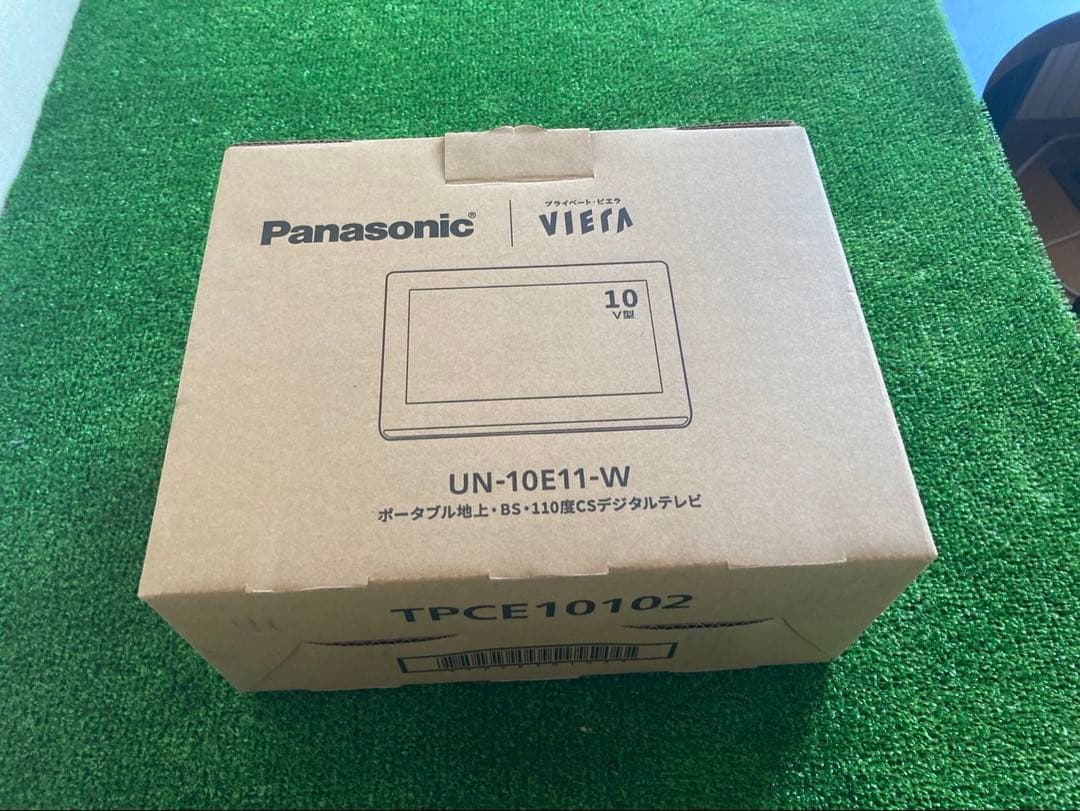 Panasonic®
プライベート・ビエラ
VIERA
10
V型
UN-10E11-W
ポータブル地上・BS・110度CSデジタルテレビ
TPCE10102